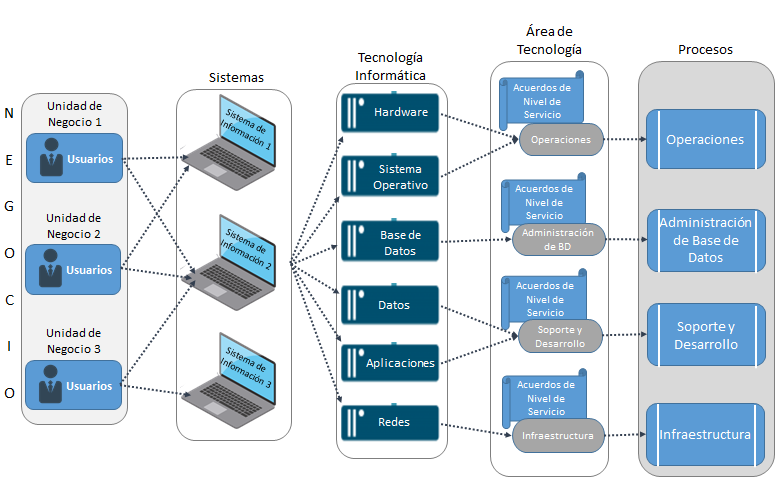 N
E
G
O
C
I
O
Unidad de
Negocio 1
Usuarios
Unidad de
Negocio 2
Usuarios
Unidad de
Negocio 3
Usuarios
Sistemas
Sistema de
Información 1
Sistema de
Información 2
Sistema de
Información 3
Tecnología
Informática
Hardware
Sistema
Operativo
Base de
Datos
Datos
Aplicaciones
Redes
Área de
Tecnología
Acuerdos de
Nivel de
Servicio
Operaciones
Acuerdos de
Nivel de
Servicio
Administración
de BD
Acuerdos de
Nivel de
Servicio
Soporte y
Desarrollo
Acuerdos de
Nivel de
Servicio
Infraestructura
Procesos
Operaciones
Administración
de Base de
Datos
Soporte y
Desarrollo
Infraestructura